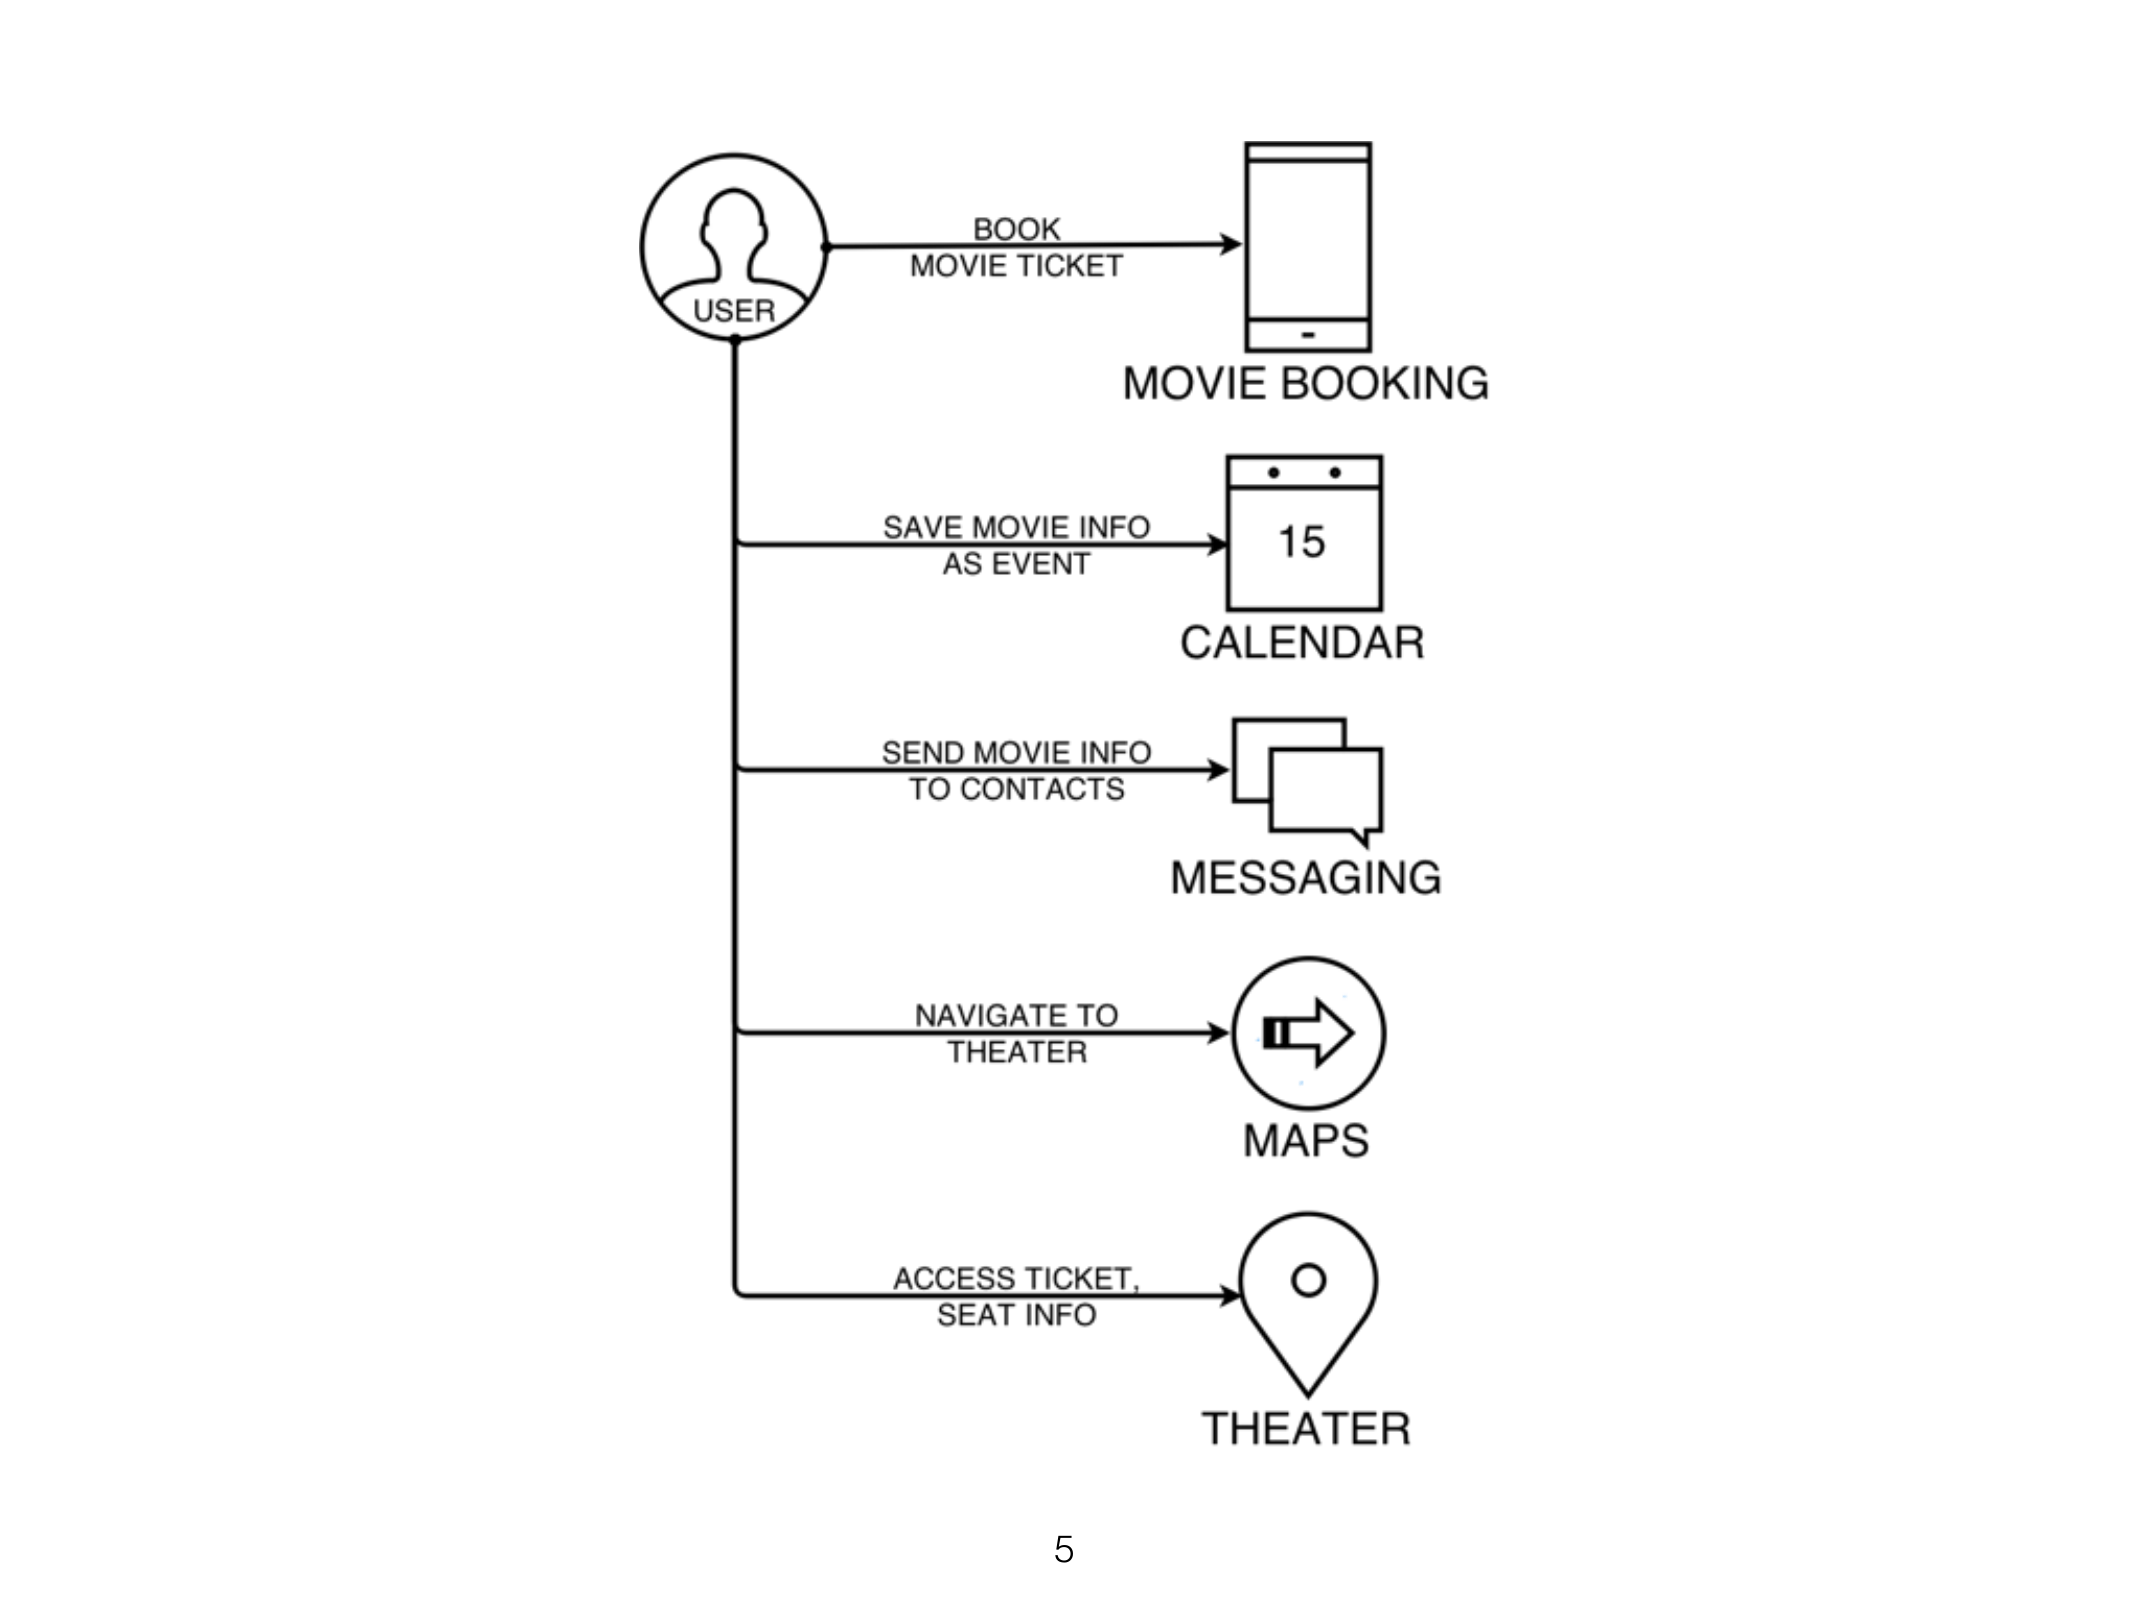 USER
BOOK
MOVIE TICKET
MOVIE BOOKING
SAVE MOVIE INFO
AS EVENT
15
CALENDAR
SEND MOVIE INFO
TO CONTACTS
MESSAGING
NAVIGATE TO
THEATER
MAPS
ACCESS TICKET,
SEAT INFO
THEATER
5